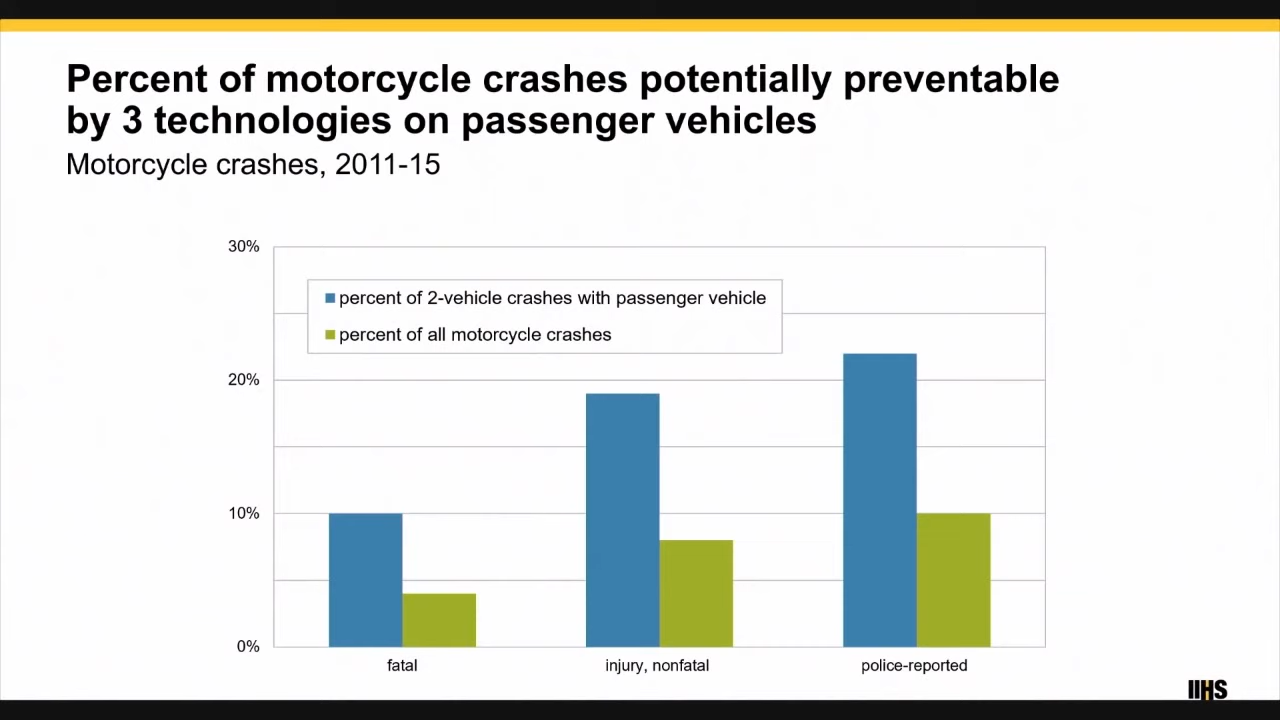 Percent of motorcycle crashes potentially preventable
by 3 technologies on passenger vehicles
Motorcycle crashes, 2011-15
30%
percent of 2-vehicle crashes with passenger vehicle
percent of all motorcycle crashes
20%
10%
0%
fatal
injury, nonfatal
police-reported
IIHS